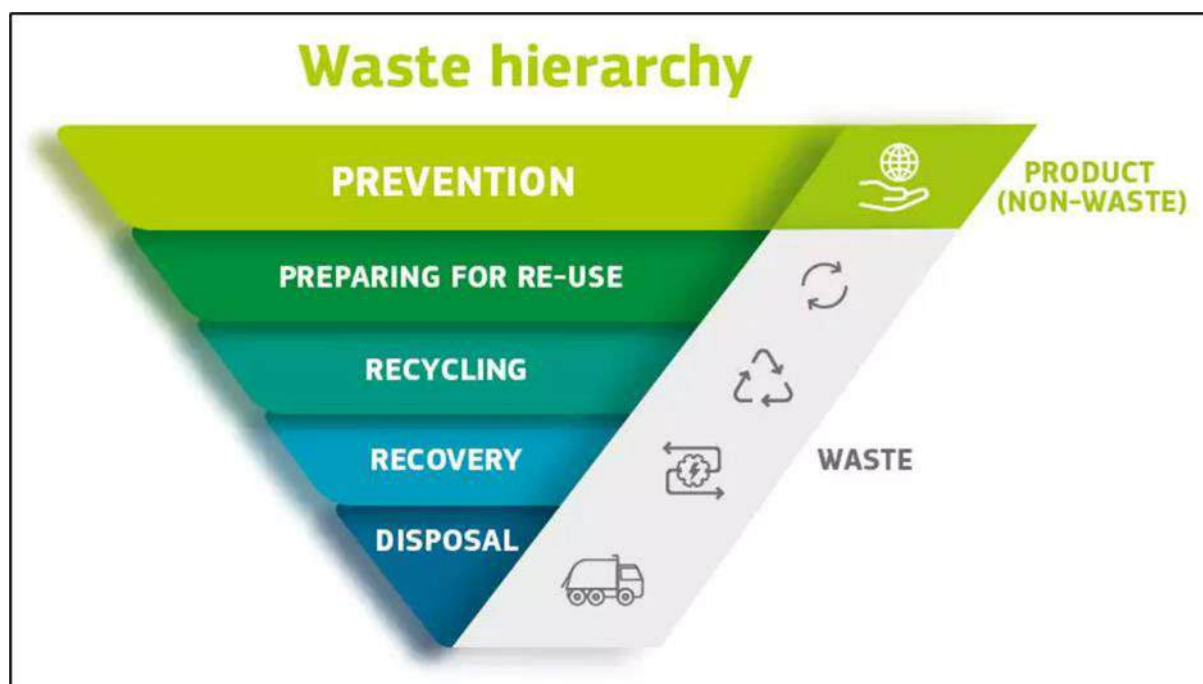 Waste hierarchy
PREVENTION
PRODUCT
(NON-WASTE)
PREPARING FOR RE-USE
RECYCLING
RECOVERY
WASTE
DISPOSAL